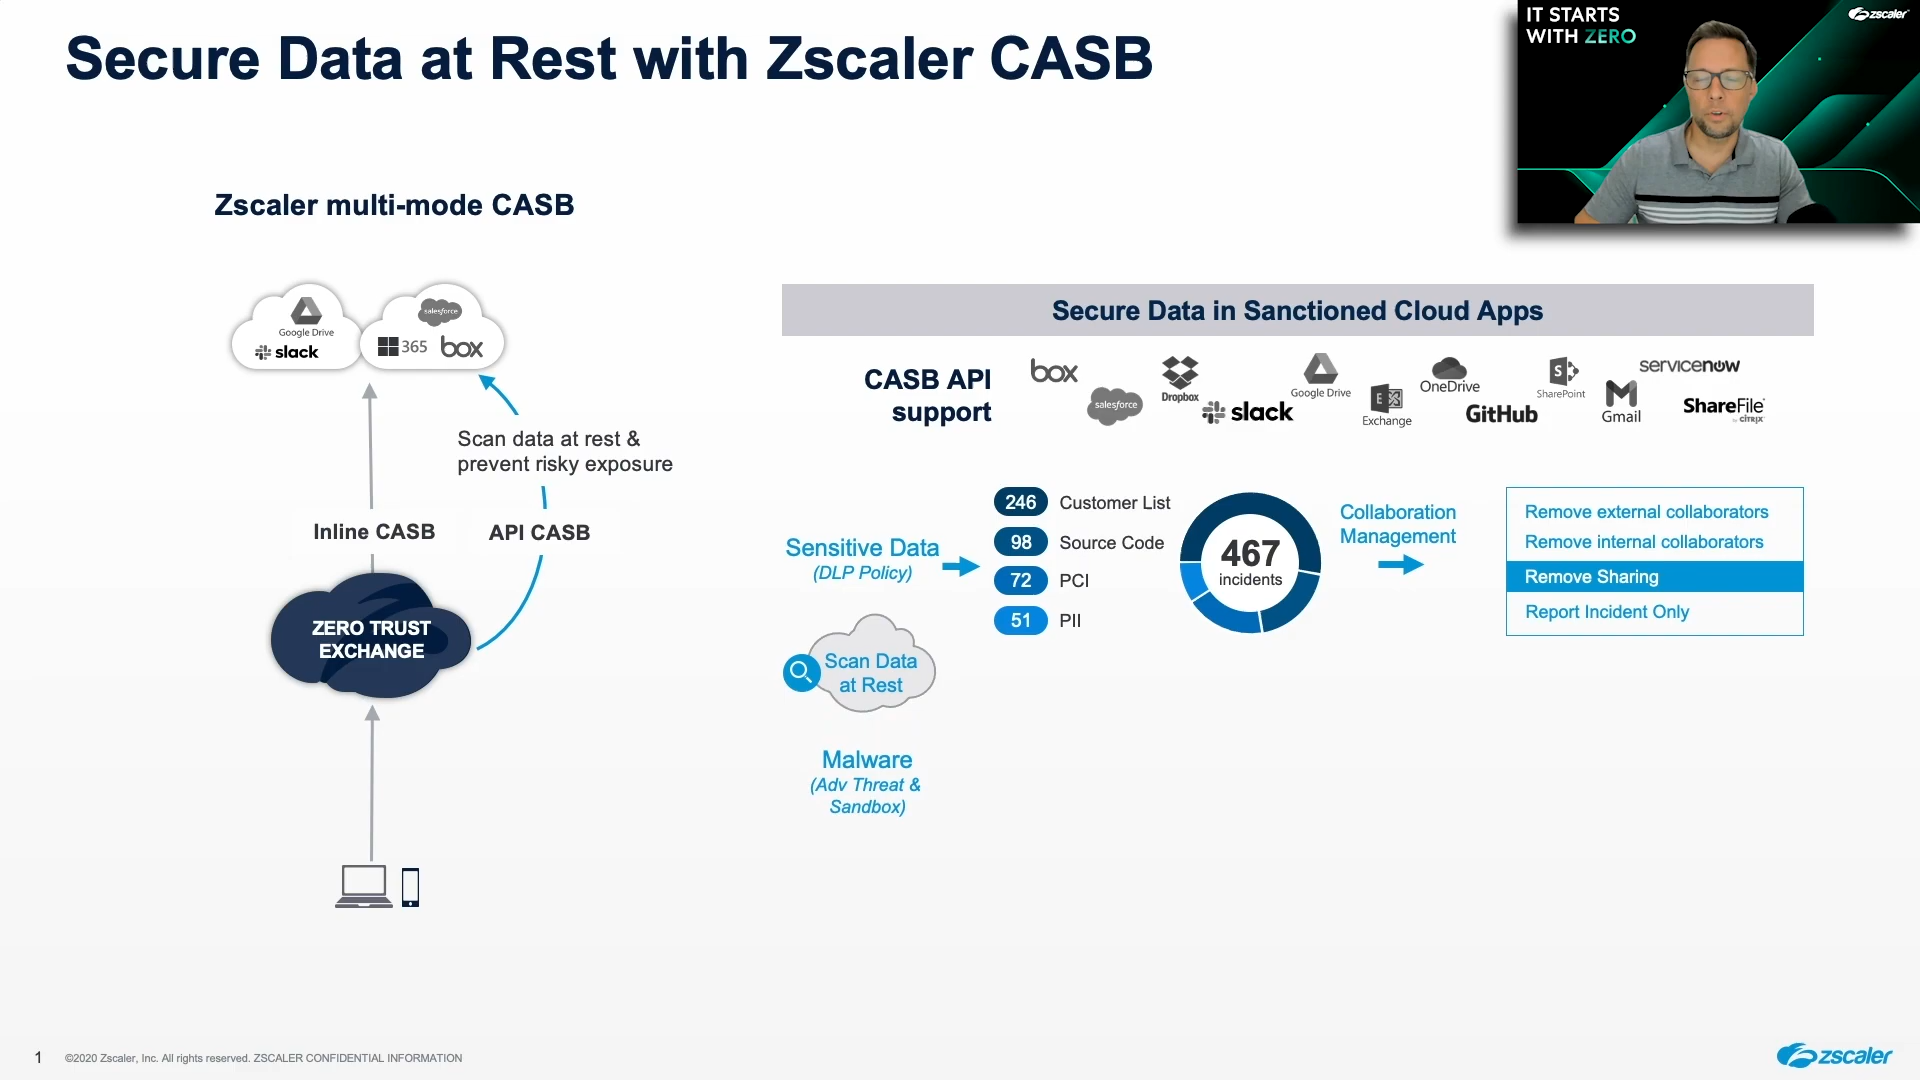 Secure Data at Rest with Zscaler CASB
IT STARTS
WITH ZERO
zscaler
Zscaler multi-mode CASB
Google Drive
slack
salesforce
365
box
Scan data at rest &
prevent risky exposure
Inline CASB
API CASB
ZERO TRUST
EXCHANGE
Secure Data in Sanctioned Cloud Apps
CASB API
support
box
salesforce
Dropbox
slack
Google Drive
E
Exchange
OneDrive
GitHub
S
SharePoint
Gmail
servicenow
ShareFile
by citrix
Sensitive Data
(DLP Policy)
246 Customer List
98 Source Code
72 PCI
51 PII
467
incidents
Collaboration
Management
Remove external collaborators
Remove internal collaborators
Remove Sharing
Report Incident Only
Scan Data
at Rest
Malware
(Adv Threat &
Sandbox)
1 ©2020 Zscaler, Inc. All rights reserved. ZSCALER CONFIDENTIAL INFORMATION
zscaler